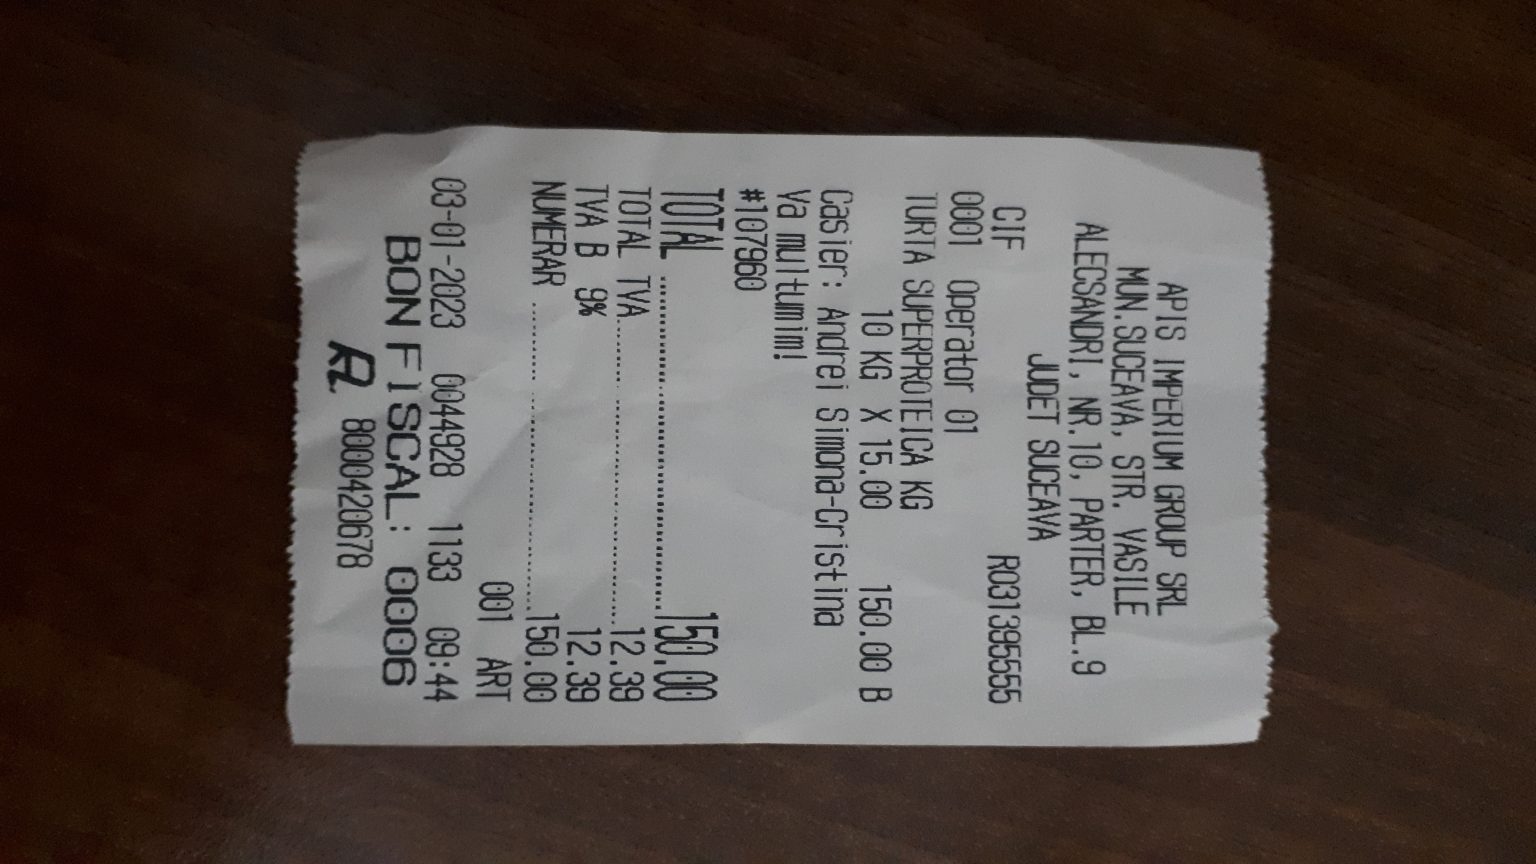 APIS IMPERIUM GROUP SRL
MUN.SUCEAVA, STR. VASILE
ALECSANDRI, NR.10, PARTER, BL.9
JUDET SUCEAVA
CIF RO31395555
0001 Operator 01
TURTA SUPERPROTEICA KG
10 KG X 15.00 150.00 B
Casier: Andrei Simona-Cristina
Va multumim!
#107960
TOTAL ............................ 150.00
TOTAL TVA ............................ 12.39
TVA B 9% 12.39
NUMERAR ............................ 150.00
001 ART
03-01-2023 0044928 1133 09:44
BON FISCAL: 0006
8000420678